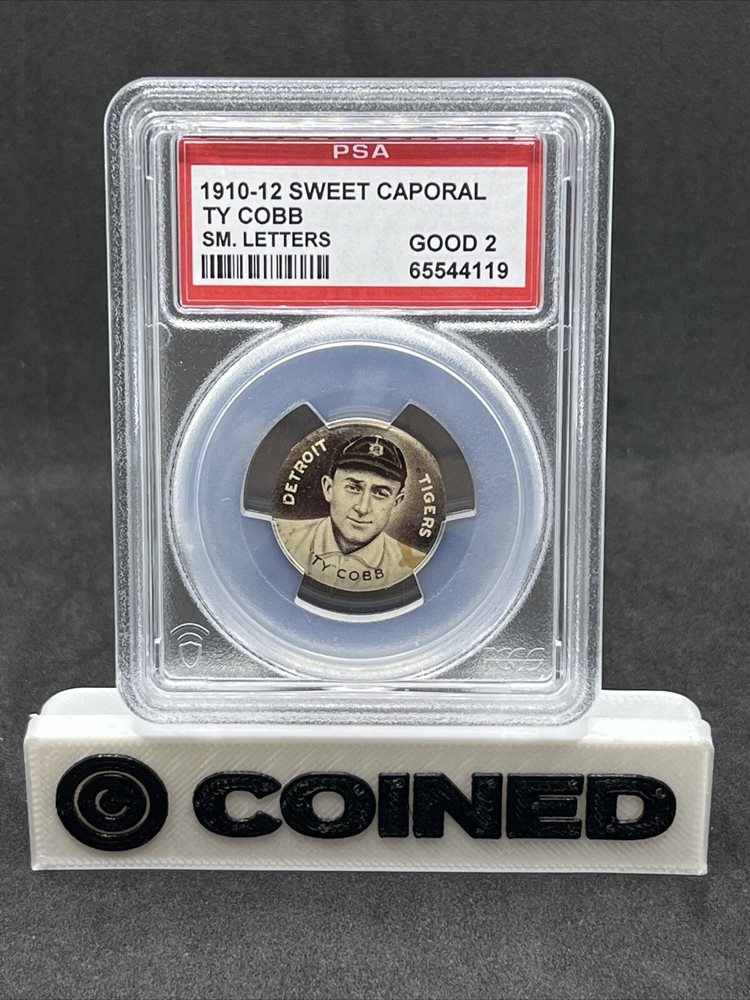 PSA
1910-12 SWEET CAPORAL
TY COBB
SM. LETTERS
GOOD 2
65544119
DETROIT
TIGERS
D
TY COBB
COINED